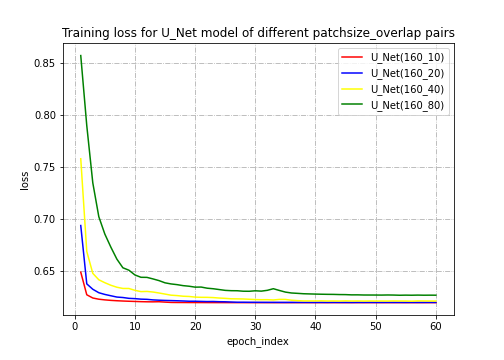 Training loss for U_Net model of different patchsize_overlap pairs
U_Net(160_10)
U_Net(160_20)
U_Net(160_40)
U_Net(160_80)
0.85
0.80
0.75
0.70
0.65
loss
0 10 20 30 40 50 60
epoch_index